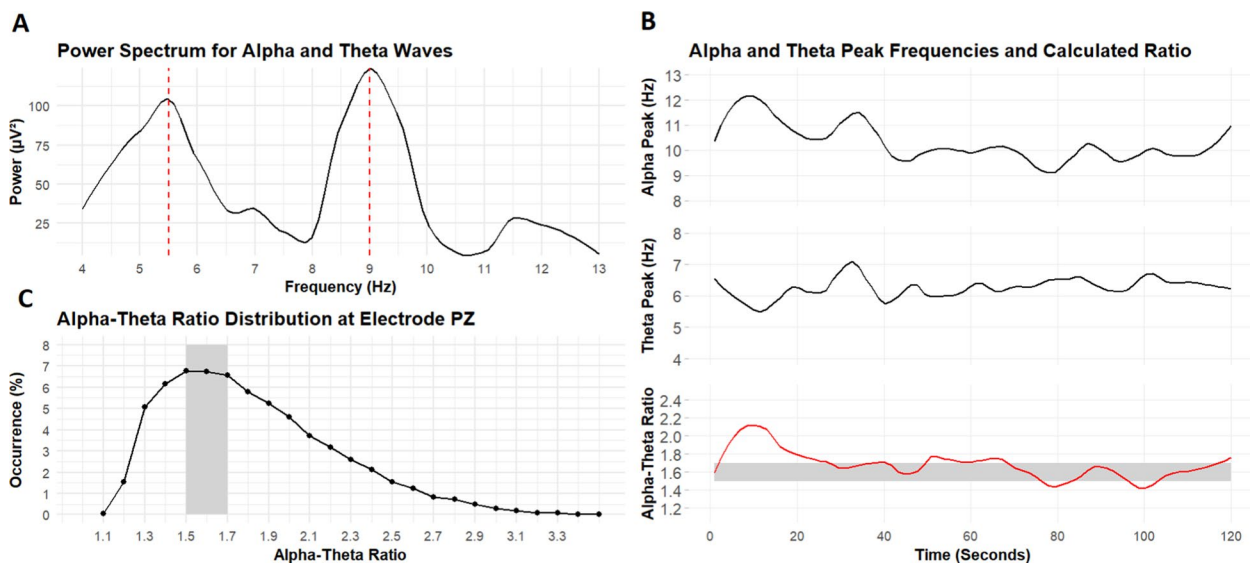 A
Power Spectrum for Alpha and Theta Waves
Power (µV²)
100
75
50
25
4 5 6 7 8 9 10 11 12 13
Frequency (Hz)
C
Alpha-Theta Ratio Distribution at Electrode PZ
Occurrence (%)
8
7
6
5
4
3
2
1
0
1.1 1.3 1.5 1.7 1.9 2.1 2.3 2.5 2.7 2.9 3.1 3.3
Alpha-Theta Ratio
B
Alpha and Theta Peak Frequencies and Calculated Ratio
Alpha Peak (Hz)
13
12
11
10
9
8
Theta Peak (Hz)
8
7
6
5
4
Alpha-Theta Ratio
2.4
2.2
2.0
1.8
1.6
1.4
1.2
0 20 40 60 80 100 120
Time (Seconds)